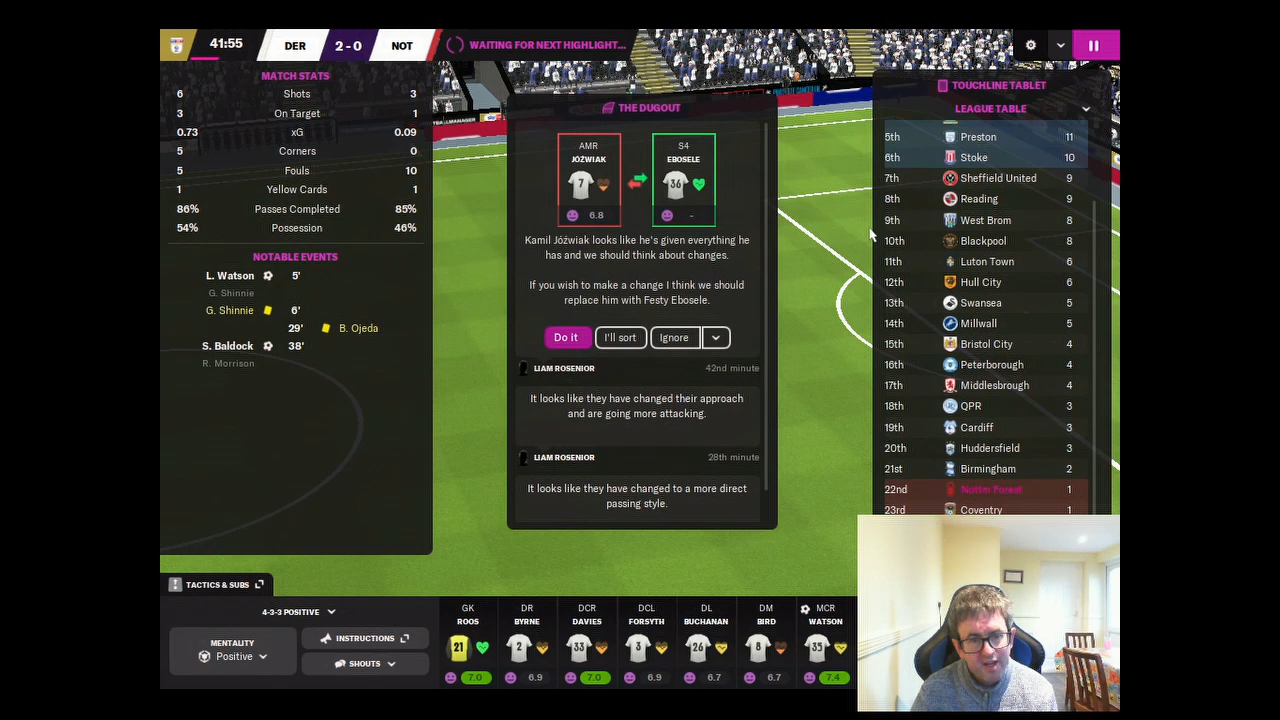 41:55
DER
2 - 0
NOT
WAITING FOR NEXT HIGHLIGHT...
MATCH STATS
6 Shots 3
3 On Target 1
0.73 xG 0.09
5 Corners 0
5 Fouls 10
1 Yellow Cards 1
86% Passes Completed 85%
54% Possession 46%
NOTABLE EVENTS
L. Watson 5'
G. Shinnie
G. Shinnie 6'
29' B. Ojeda
S. Baldock 38'
R. Morrison
THE DUGOUT
AMR
JÓŹWIAK
7
6.8
S4
EBOSELE
36
-
Kamil Jóźwiak looks like he's given everything he
has and we should think about changes.
If you wish to make a change I think we should
replace him with Festy Ebosele.
Do it
I'll sort
Ignore
LIAM ROSENIOR 42nd minute
It looks like they have changed their approach
and are going more attacking.
LIAM ROSENIOR 28th minute
It looks like they have changed to a more direct
passing style.
TOUCHLINE TABLET
LEAGUE TABLE
5th Preston 11
6th Stoke 10
7th Sheffield United 9
8th Reading 9
9th West Brom 8
10th Blackpool 8
11th Luton Town 6
12th Hull City 6
13th Swansea 5
14th Millwall 5
15th Bristol City 4
16th Peterborough 4
17th Middlesbrough 4
18th QPR 3
19th Cardiff 3
20th Huddersfield 3
21st Birmingham 2
22nd Nottm Forest 1
23rd Coventry 1
TACTICS & SUBS
4-3-3 POSITIVE
MENTALITY
Positive
INSTRUCTIONS
SHOUTS
GK
ROOS
21
7.0
DR
BYRNE
2
6.9
DCR
DAVIES
33
7.0
DCL
FORSYTH
3
6.9
DL
BUCHANAN
26
6.7
DM
BIRD
8
6.7
MCR
WATSON
35
7.4